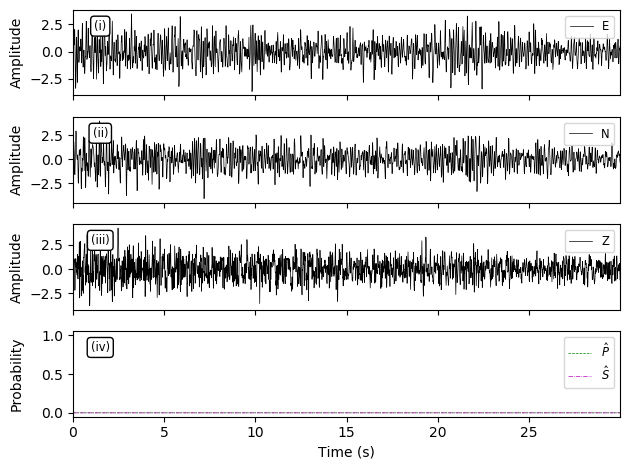 Amplitude
2.5
0.0
−2.5
(i)
E
Amplitude
2.5
0.0
−2.5
(ii)
N
Amplitude
2.5
0.0
−2.5
(iii)
Z
Probability
1.0
0.5
0.0
(iv)
P̂
Ŝ
0 5 10 15 20 25
Time (s)